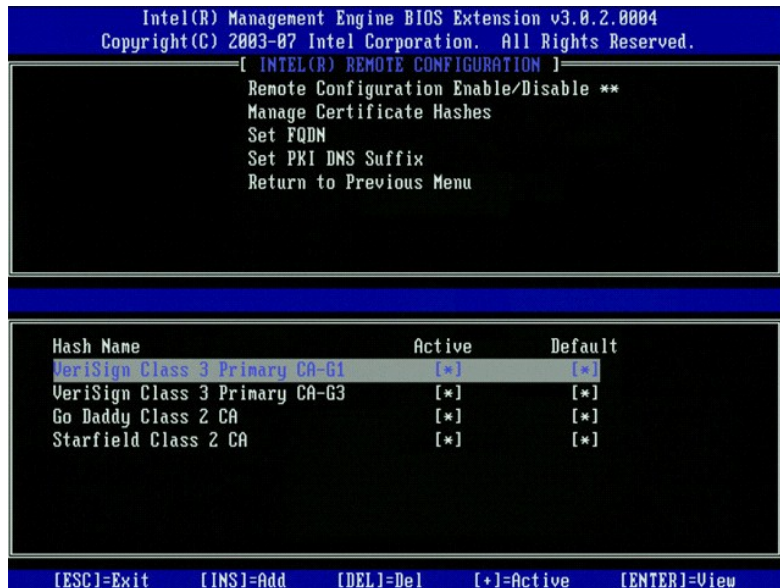 Intel(R) Management Engine BIOS Extension v3.0.2.0004
Copyright(C) 2003-07 Intel Corporation. All Rights Reserved.
[ INTEL(R) REMOTE CONFIGURATION ]
Remote Configuration Enable/Disable **
Manage Certificate Hashes
Set FQDN
Set PKI DNS Suffix
Return to Previous Menu
Hash Name Active Default
VeriSign Class 3 Primary CA-G1 [*] [*]
VeriSign Class 3 Primary CA-G3 [*] [*]
Go Daddy Class 2 CA [*] [*]
Starfield Class 2 CA [*] [*]
[ESC]=Exit [INS]=Add [DEL]=Del [+]=Active [ENTER]=View